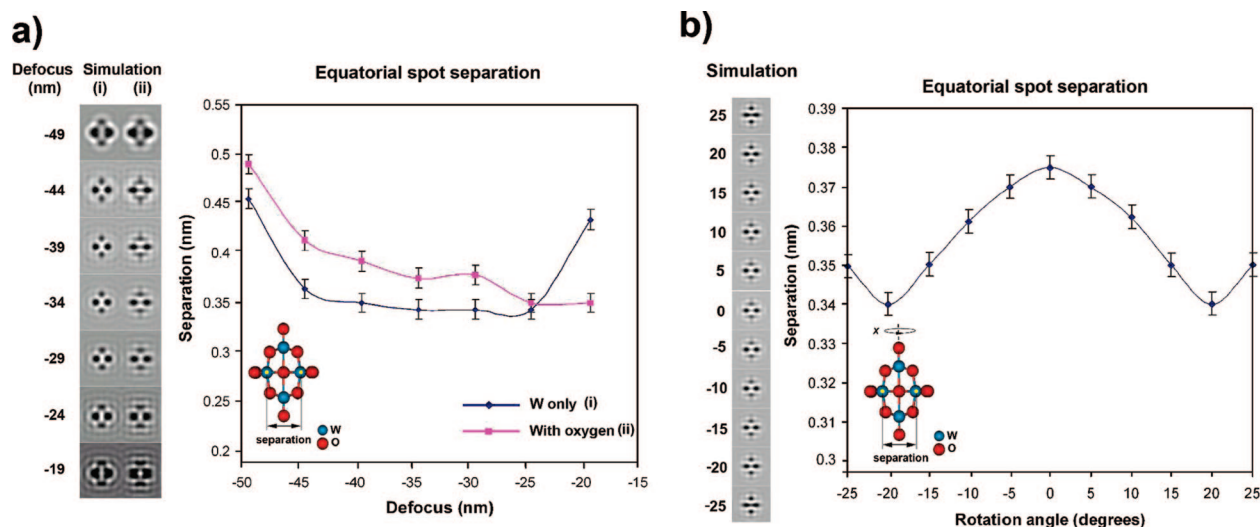 a)
Defocus Simulation
(nm) (i) (ii)
-49
-44
-39
-34
-29
-24
-19
Equatorial spot separation
Separation (nm)
0.55
0.5
0.45
0.4
0.35
0.3
0.25
0.2
-50 -45 -40 -35 -30 -25 -20 -15
Defocus (nm)
separation
W
O
W only (i)
With oxygen (ii)
b)
Simulation
25
20
15
10
5
0
-5
-10
-15
-20
-25
Equatorial spot separation
Separation (nm)
0.39
0.38
0.37
0.36
0.35
0.34
0.33
0.32
0.31
0.3
-25 -20 -15 -10 -5 0 5 10 15 20 25
Rotation angle (degrees)
x
separation
W
O